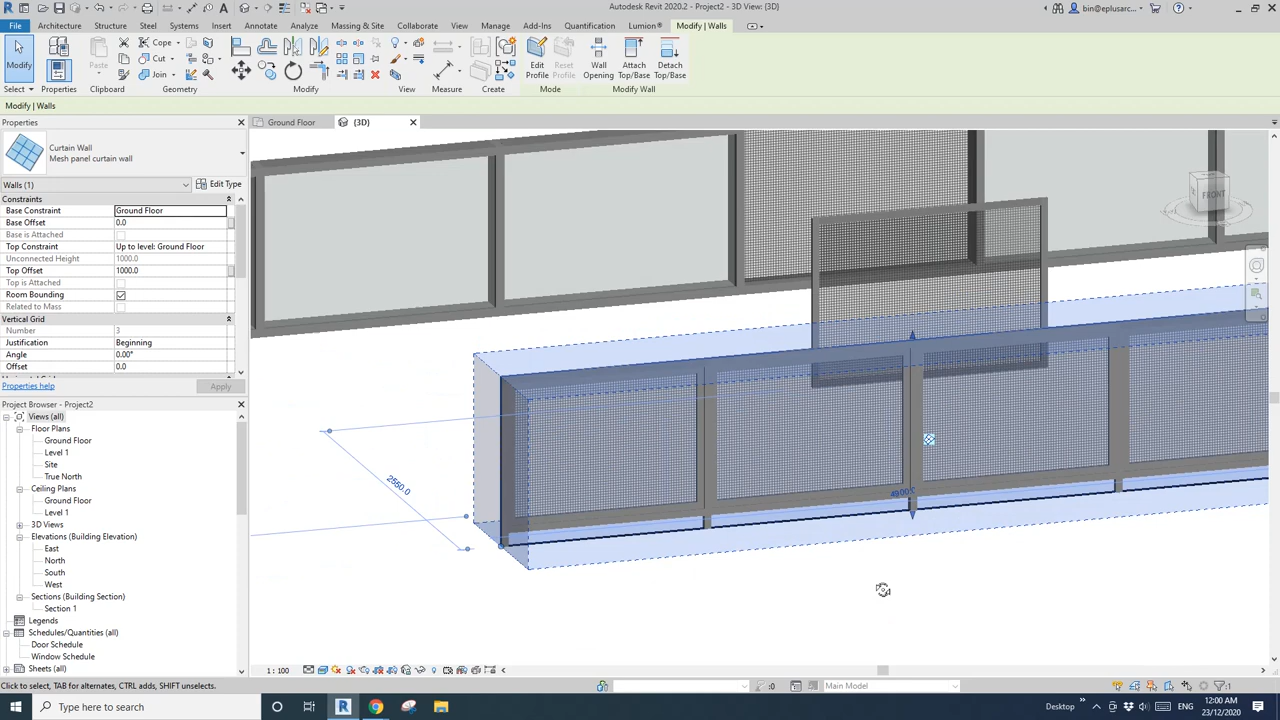 Autodesk Revit 2020.2 - Project2 - 3D View: {3D}
bin@eplusarc...
File Architecture Structure Steel Systems Insert Annotate Analyze Massing & Site Collaborate View Manage Add-Ins Quantification Lumion® Modify | Walls
Modify Paste Cope Cut Join Edit Profile Reset Profile Wall Opening Attach Top/Base Detach Top/Base
Select Properties Clipboard Geometry Modify View Measure Create Mode Modify Wall
Modify | Walls
Properties
Ground Floor {3D}
Curtain Wall
Mesh panel curtain wall
Walls (1) Edit Type
Constraints
Base Constraint Ground Floor
Base Offset 0.0
Base is Attached
Top Constraint Up to level: Ground Floor
Unconnected Height 1000.0
Top Offset 1000.0
Top is Attached
Room Bounding
Related to Mass
Vertical Grid
Number 3
Justification Beginning
Angle 0.00°
Offset 0.0
Properties help Apply
Project Browser - Project2
Views (all)
Floor Plans
Ground Floor
Level 1
Site
True North
Ceiling Plans
Ground Floor
Level 1
3D Views
Elevations (Building Elevation)
East
North
South
West
Sections (Building Section)
Section 1
Legends
Schedules/Quantities (all)
Door Schedule
Window Schedule
Sheets (all)
FRONT
2550.0
4900.0
1 : 100
Click to select, TAB for alternates, CTRL adds, SHIFT unselects.
:0 Main Model :1
Type here to search
Desktop ENG 12:00 AM
23/12/2020